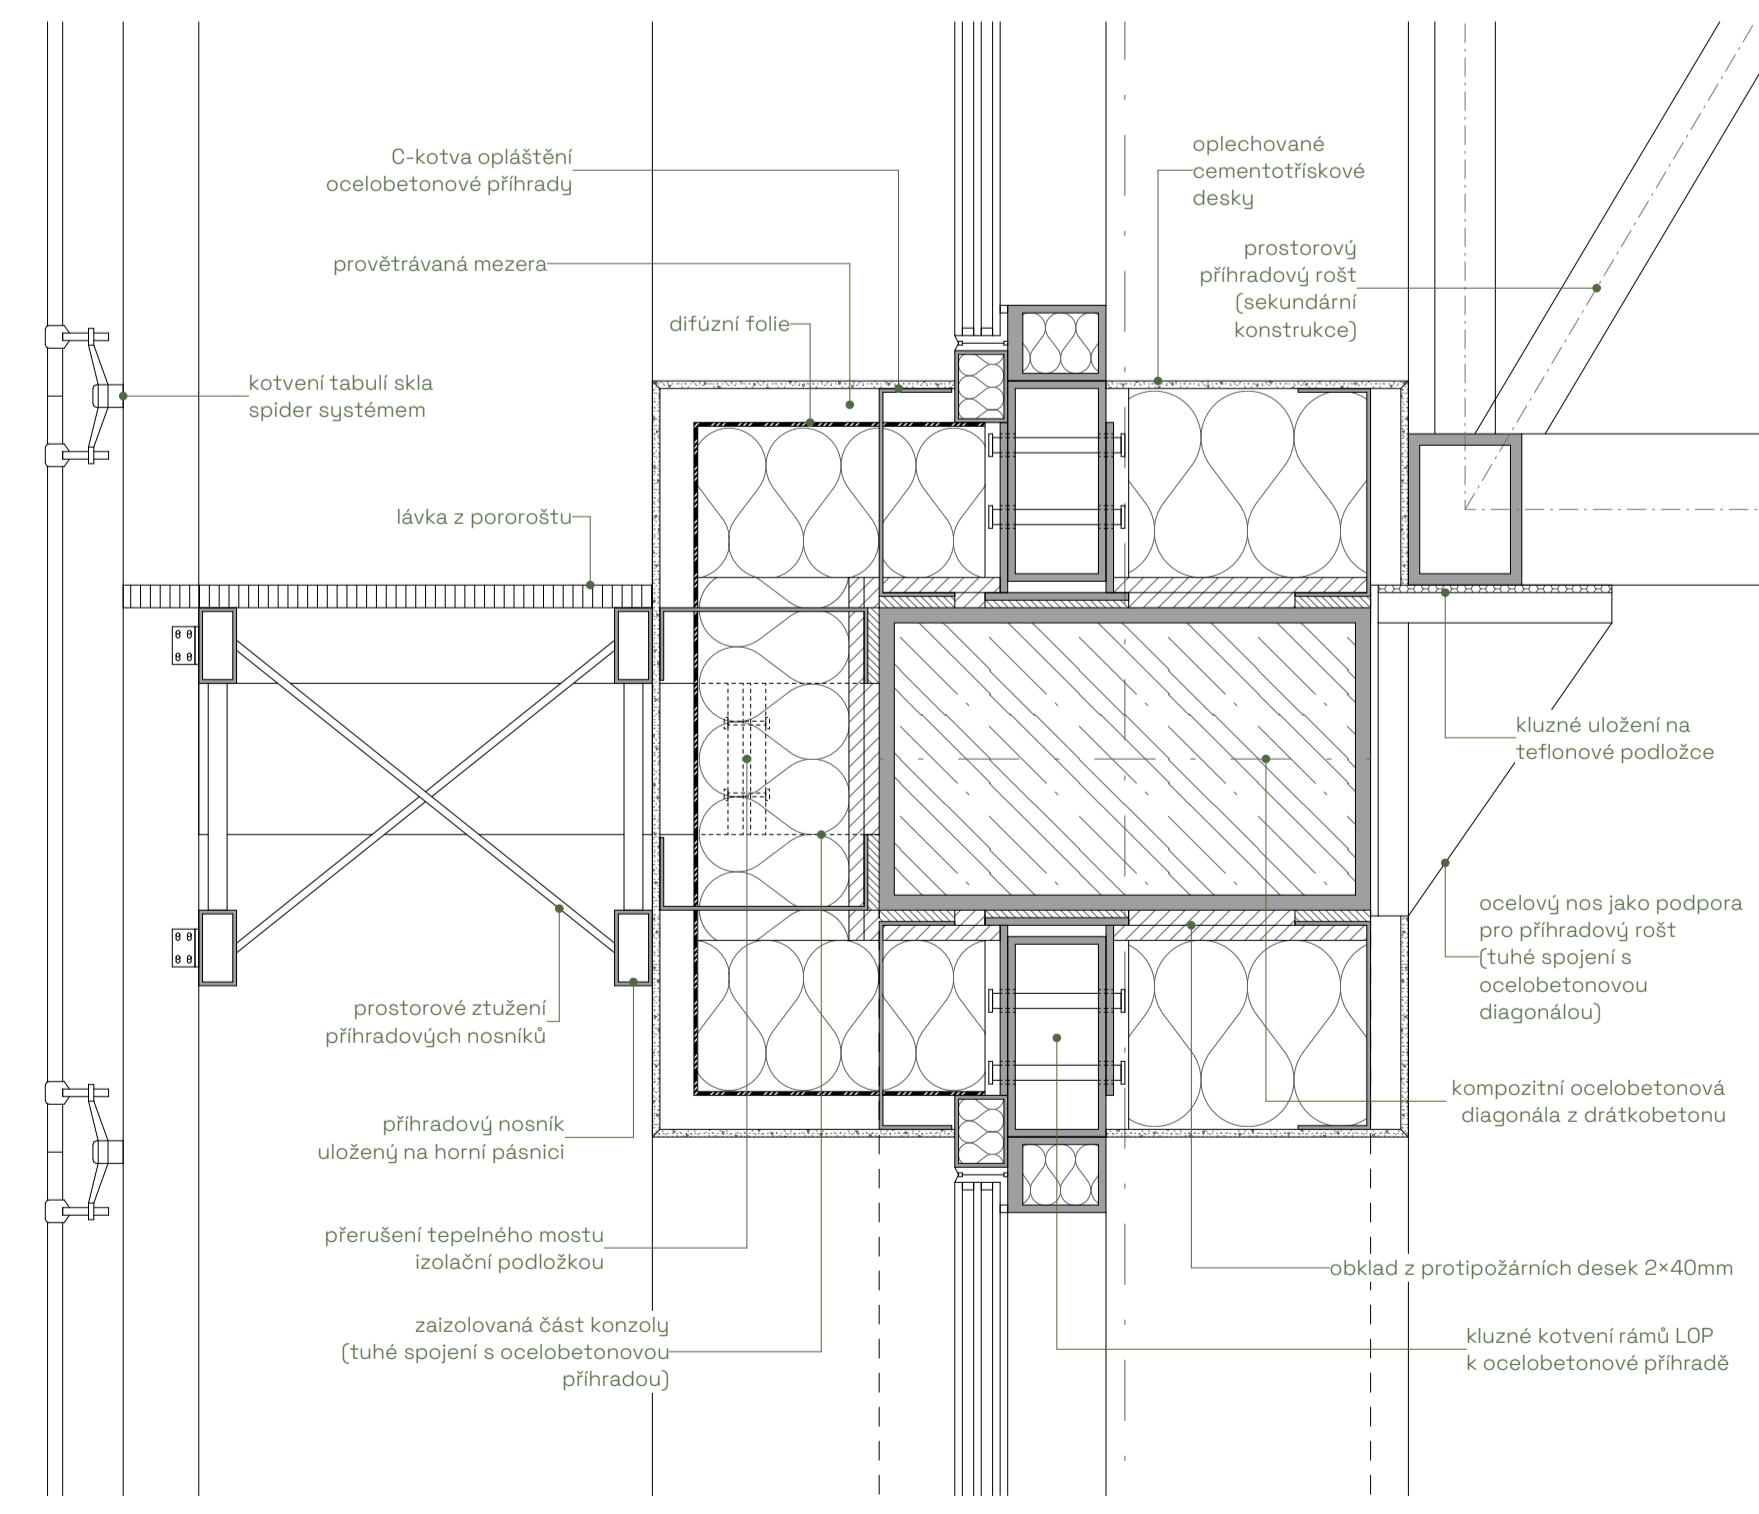 C-kotva opláštění
ocelobetonové příhrady
provětrávaná mezera
difúzní folie
kotvení tabulí skla
spider systémem
lávka z pororoštu
oplechované
cementotřískové
desky
prostorový
příhradový rošt
(sekundární
konstrukce)
kluzné uložení na
teflonové podložce
ocelový nos jako podpora
pro příhradový rošt
(tuhé spojení s
ocelobetonovou
diagonálou)
prostorové ztužení
příhradových nosníků
příhradový nosník
uložený na horní pásnici
přerušení tepelného mostu
izolační podložkou
zaizolovaná část konzoly
(tuhé spojení s ocelobetonovou
příhradou)
kompozitní ocelobetonová
diagonála z drátkobetonu
obklad z protipožárních desek 2×40mm
kluzné kotvení rámů LOP
k ocelobetonové příhradě